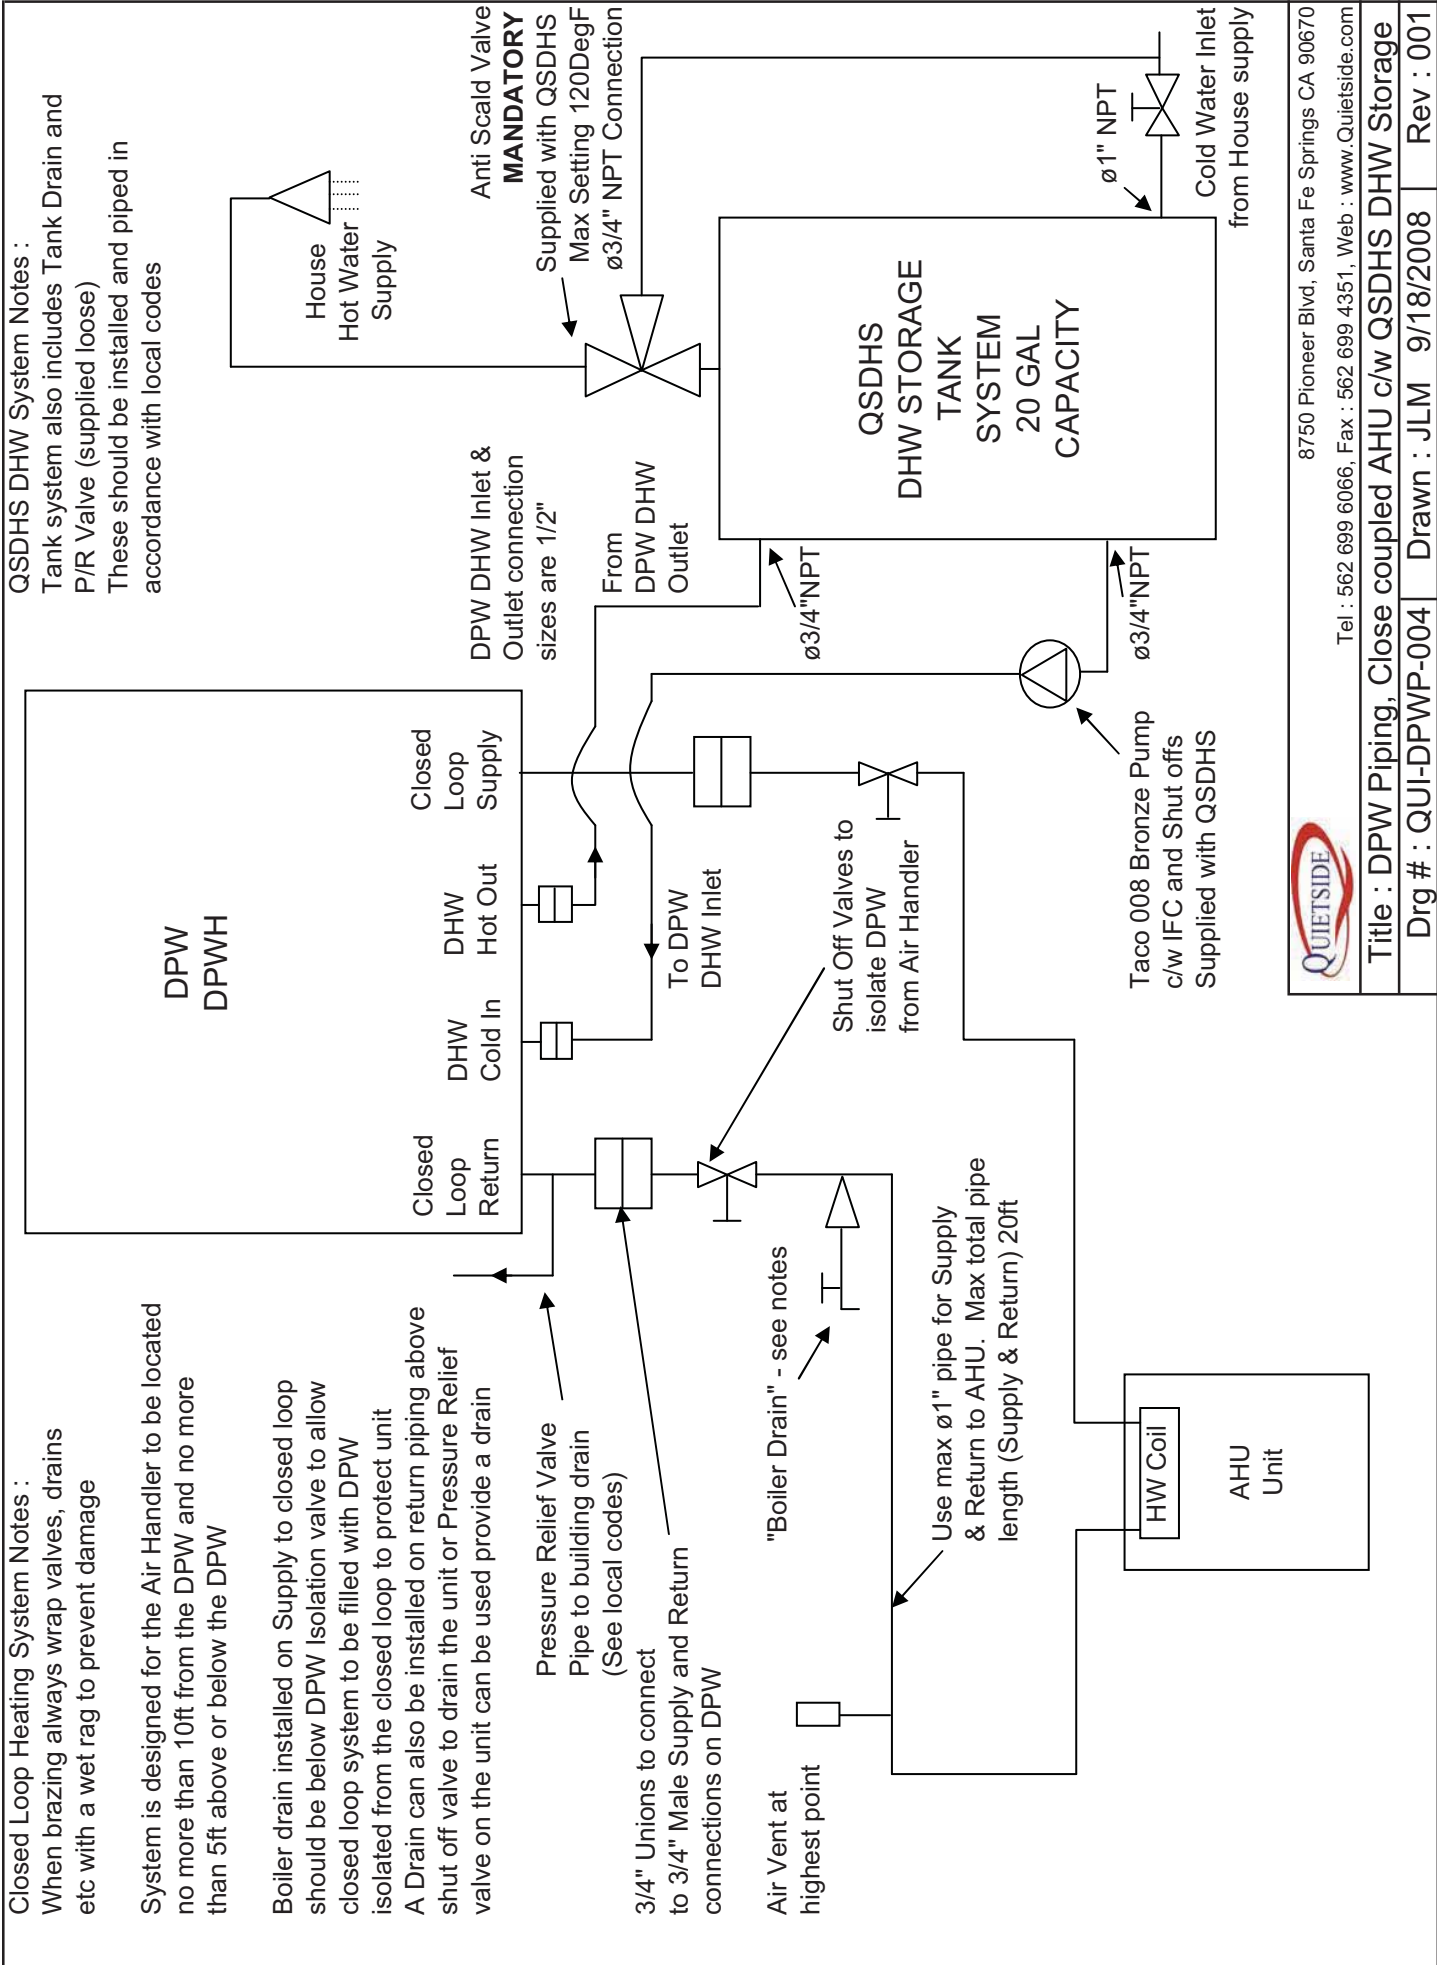 Closed Loop Heating System Notes :
When brazing always wrap valves, drains
etc with a wet rag to prevent damage
System is designed for the Air Handler to be located
no more than 10ft from the DPW and no more
than 5ft above or below the DPW
Boiler drain installed on Supply to closed loop
should be below DPW Isolation valve to allow
closed loop system to be filled with DPW
isolated from the closed loop to protect unit
A Drain can also be installed on return piping above
shut off valve to drain the unit or Pressure Relief
valve on the unit can be used provide a drain
Pressure Relief Valve
Pipe to building drain
(See local codes)
3/4" Unions to connect
to 3/4" Male Supply and Return
connections on DPW
Air Vent at
highest point
"Boiler Drain" - see notes
Use max ø1" pipe for Supply
& Return to AHU. Max total pipe
length (Supply & Return) 20ft
HW Coil
AHU
Unit
DPW
DPWH
Closed
Loop
Return
DHW
Cold In
DHW
Hot Out
Closed
Loop
Supply
To DPW
DHW Inlet
Shut Off Valves to
isolate DPW
from Air Handler
QSDHS DHW System Notes :
Tank system also includes Tank Drain and
P/R Valve (supplied loose)
These should be installed and piped in
accordance with local codes
House
Hot Water
Supply
DPW DHW Inlet &
Outlet connection
sizes are 1/2"
From
DPW DHW
Outlet
Anti Scald Valve
MANDATORY
Supplied with QSDHS
Max Setting 120DegF
ø3/4" NPT Connection
ø3/4"NPT
ø3/4"NPT
QSDHS
DHW STORAGE
TANK
SYSTEM
20 GAL
CAPACITY
ø1" NPT
Cold Water Inlet
from House supply
Taco 008 Bronze Pump
c/w IFC and Shut offs
Supplied with QSDHS
QUIETSIDE
8750 Pioneer Blvd, Santa Fe Springs CA 90670
Tel : 562 699 6066, Fax : 562 699 4351, Web : www.Quietside.com
Title : DPW Piping, Close coupled AHU c/w QSDHS DHW Storage
Drg # : QUI-DPWP-004 Drawn : JLM 9/18/2008 Rev : 001